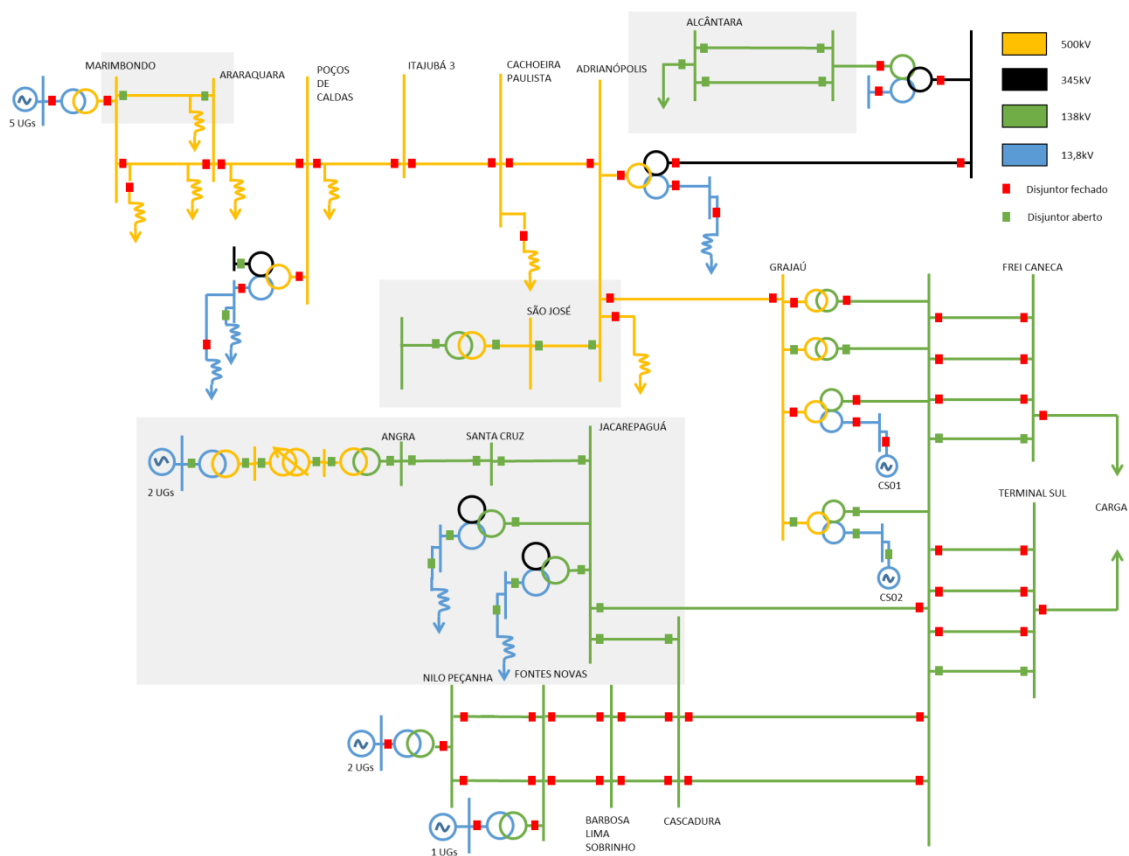 ALCÂNTARA
500kV
345kV
138kV
13,8kV
Disjuntor fechado
Disjuntor aberto
MARIMBONDO
ARARAQUARA
POÇOS
DE
CALDAS
ITAJUBÁ 3
CACHOEIRA
PAULISTA
ADRIANÓPOLIS
5 UGs
GRAJAÚ
FREI CANECA
SÃO JOSÉ
JACAREPAGUÁ
ANGRA
SANTA CRUZ
2 UGs
CS01
TERMINAL SUL
CARGA
CS02
NILO PEÇANHA
FONTES NOVAS
2 UGs
1 UGs
BARBOSA
LIMA
SOBRINHO
CASCADURA